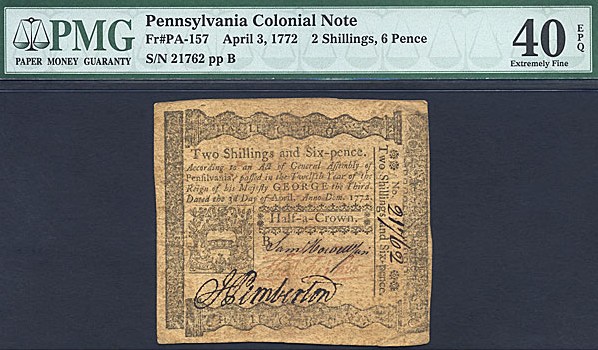 PMG
PAPER MONEY GUARANTY
Pennsylvania Colonial Note
Fr#PA-157 April 3, 1772 2 Shillings, 6 Pence
S/N 21762 pp B
40
EPQ
Extremely Fine
Two Shillings and Six-pence.
According to an Act of General Assembly of
Pennsylvania, passed in the Twelfth Year of the
Reign of his Majesty GEORGE the Third.
Dated the 3d Day of April, Anno Dom. 1772.
Half-a-Crown.
B
J Pemberton
No. 21762
Two Shillings and Six-pence.